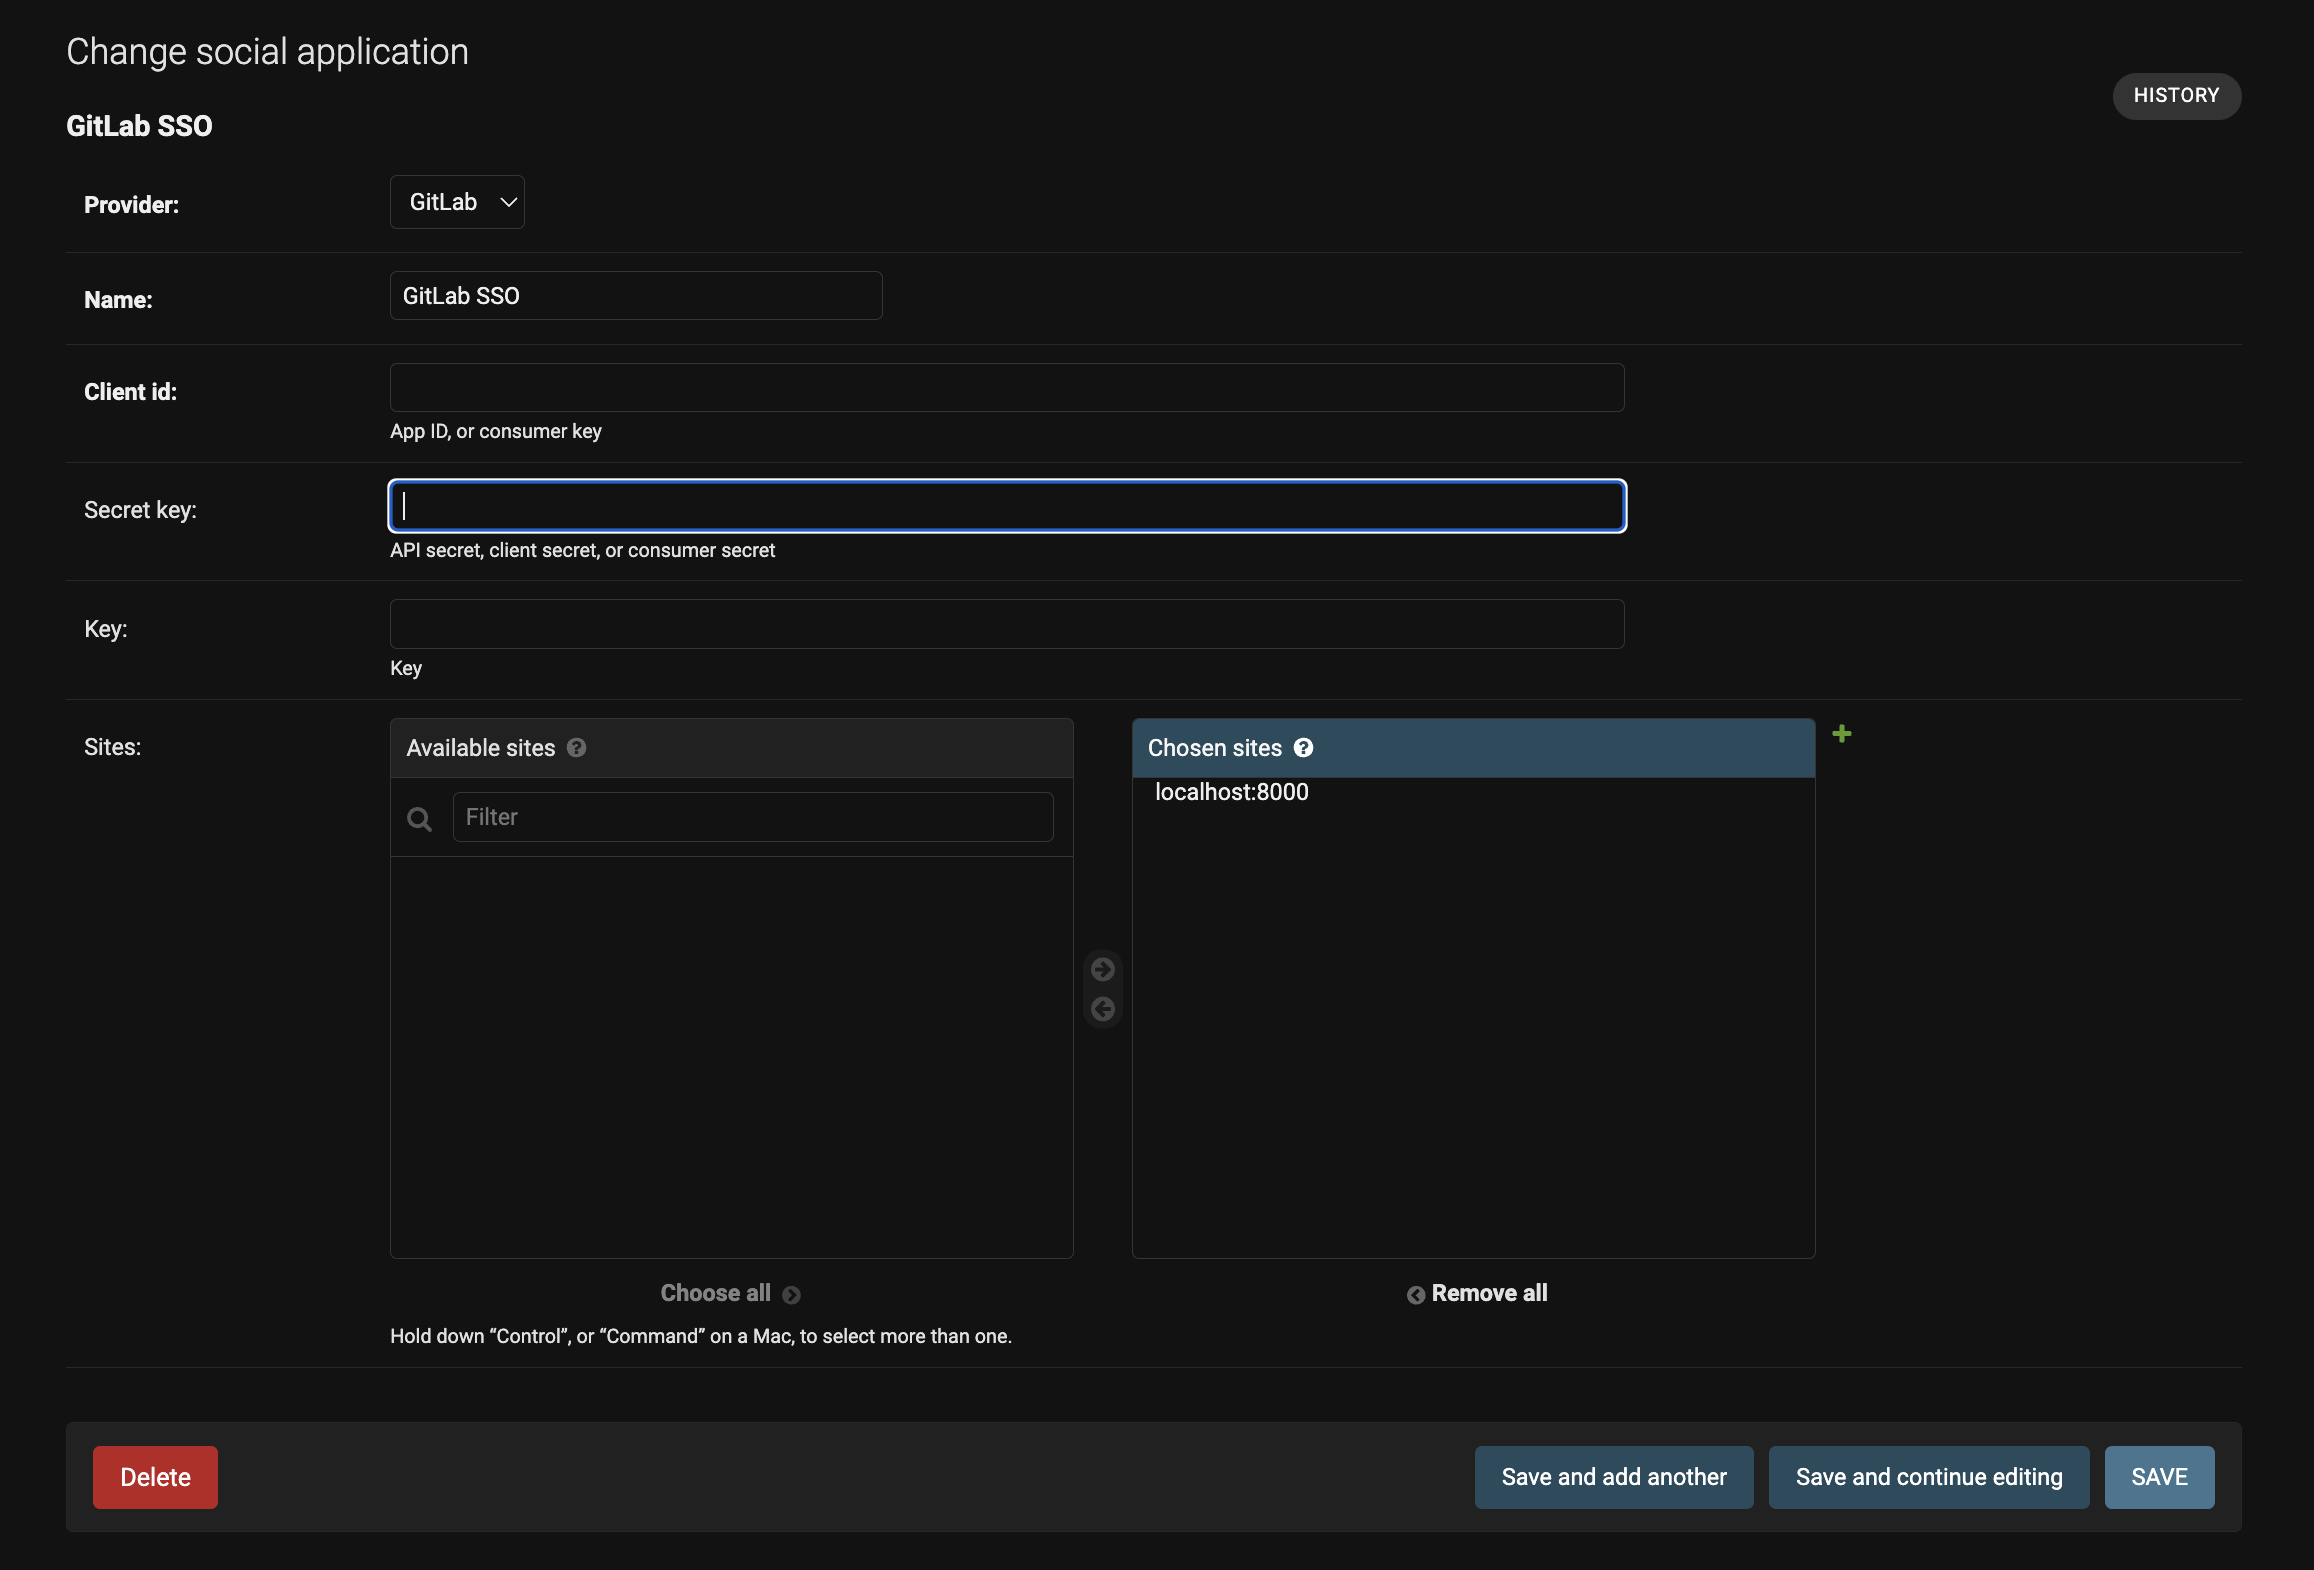 Change social application
HISTORY
GitLab SSO
Provider: GitLab
Name: GitLab SSO
Client id:
App ID, or consumer key
Secret key:
API secret, client secret, or consumer secret
Key:
Key
Sites: Available sites ? Chosen sites ?
Filter
localhost:8000
Choose all
Remove all
Hold down “Control”, or “Command” on a Mac, to select more than one.
Delete Save and add another Save and continue editing SAVE